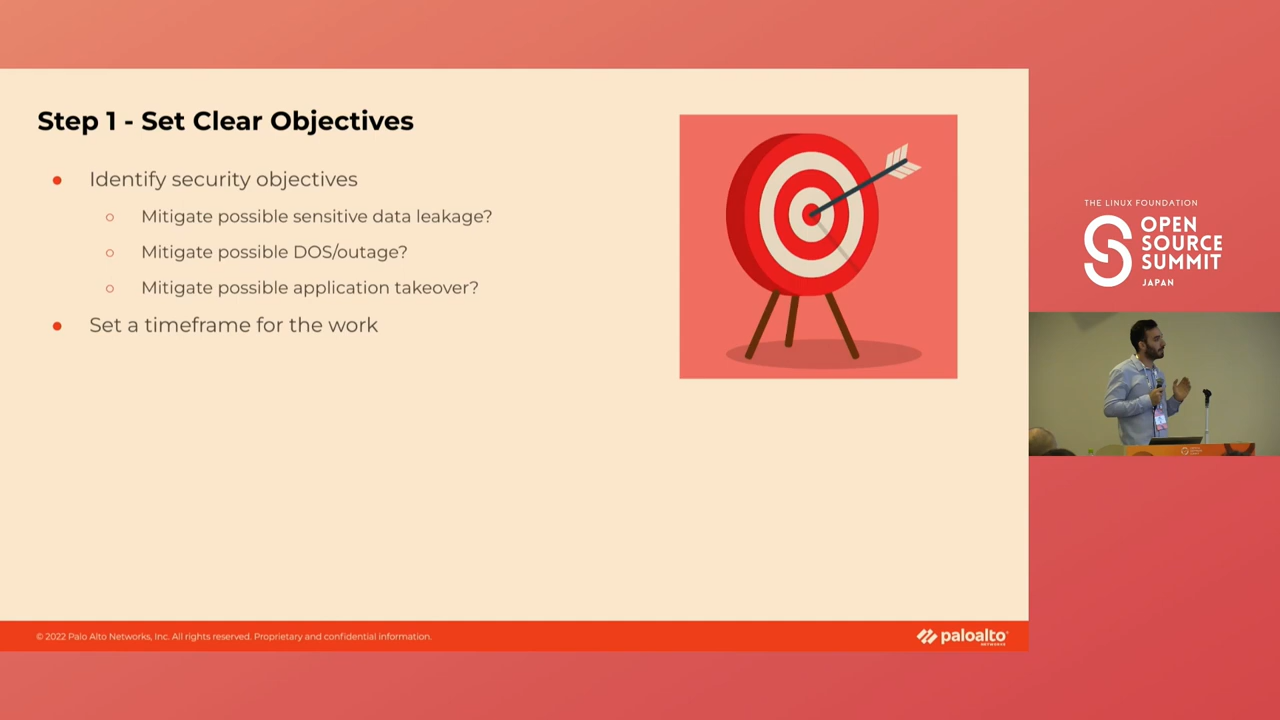 Step 1 - Set Clear Objectives
● Identify security objectives
○ Mitigate possible sensitive data leakage?
○ Mitigate possible DOS/outage?
○ Mitigate possible application takeover?
● Set a timeframe for the work
THE LINUX FOUNDATION
OPEN
SOURCE
SUMMIT
JAPAN
© 2022 Palo Alto Networks, Inc. All rights reserved. Proprietary and confidential information.
paloalto
NETWORKS